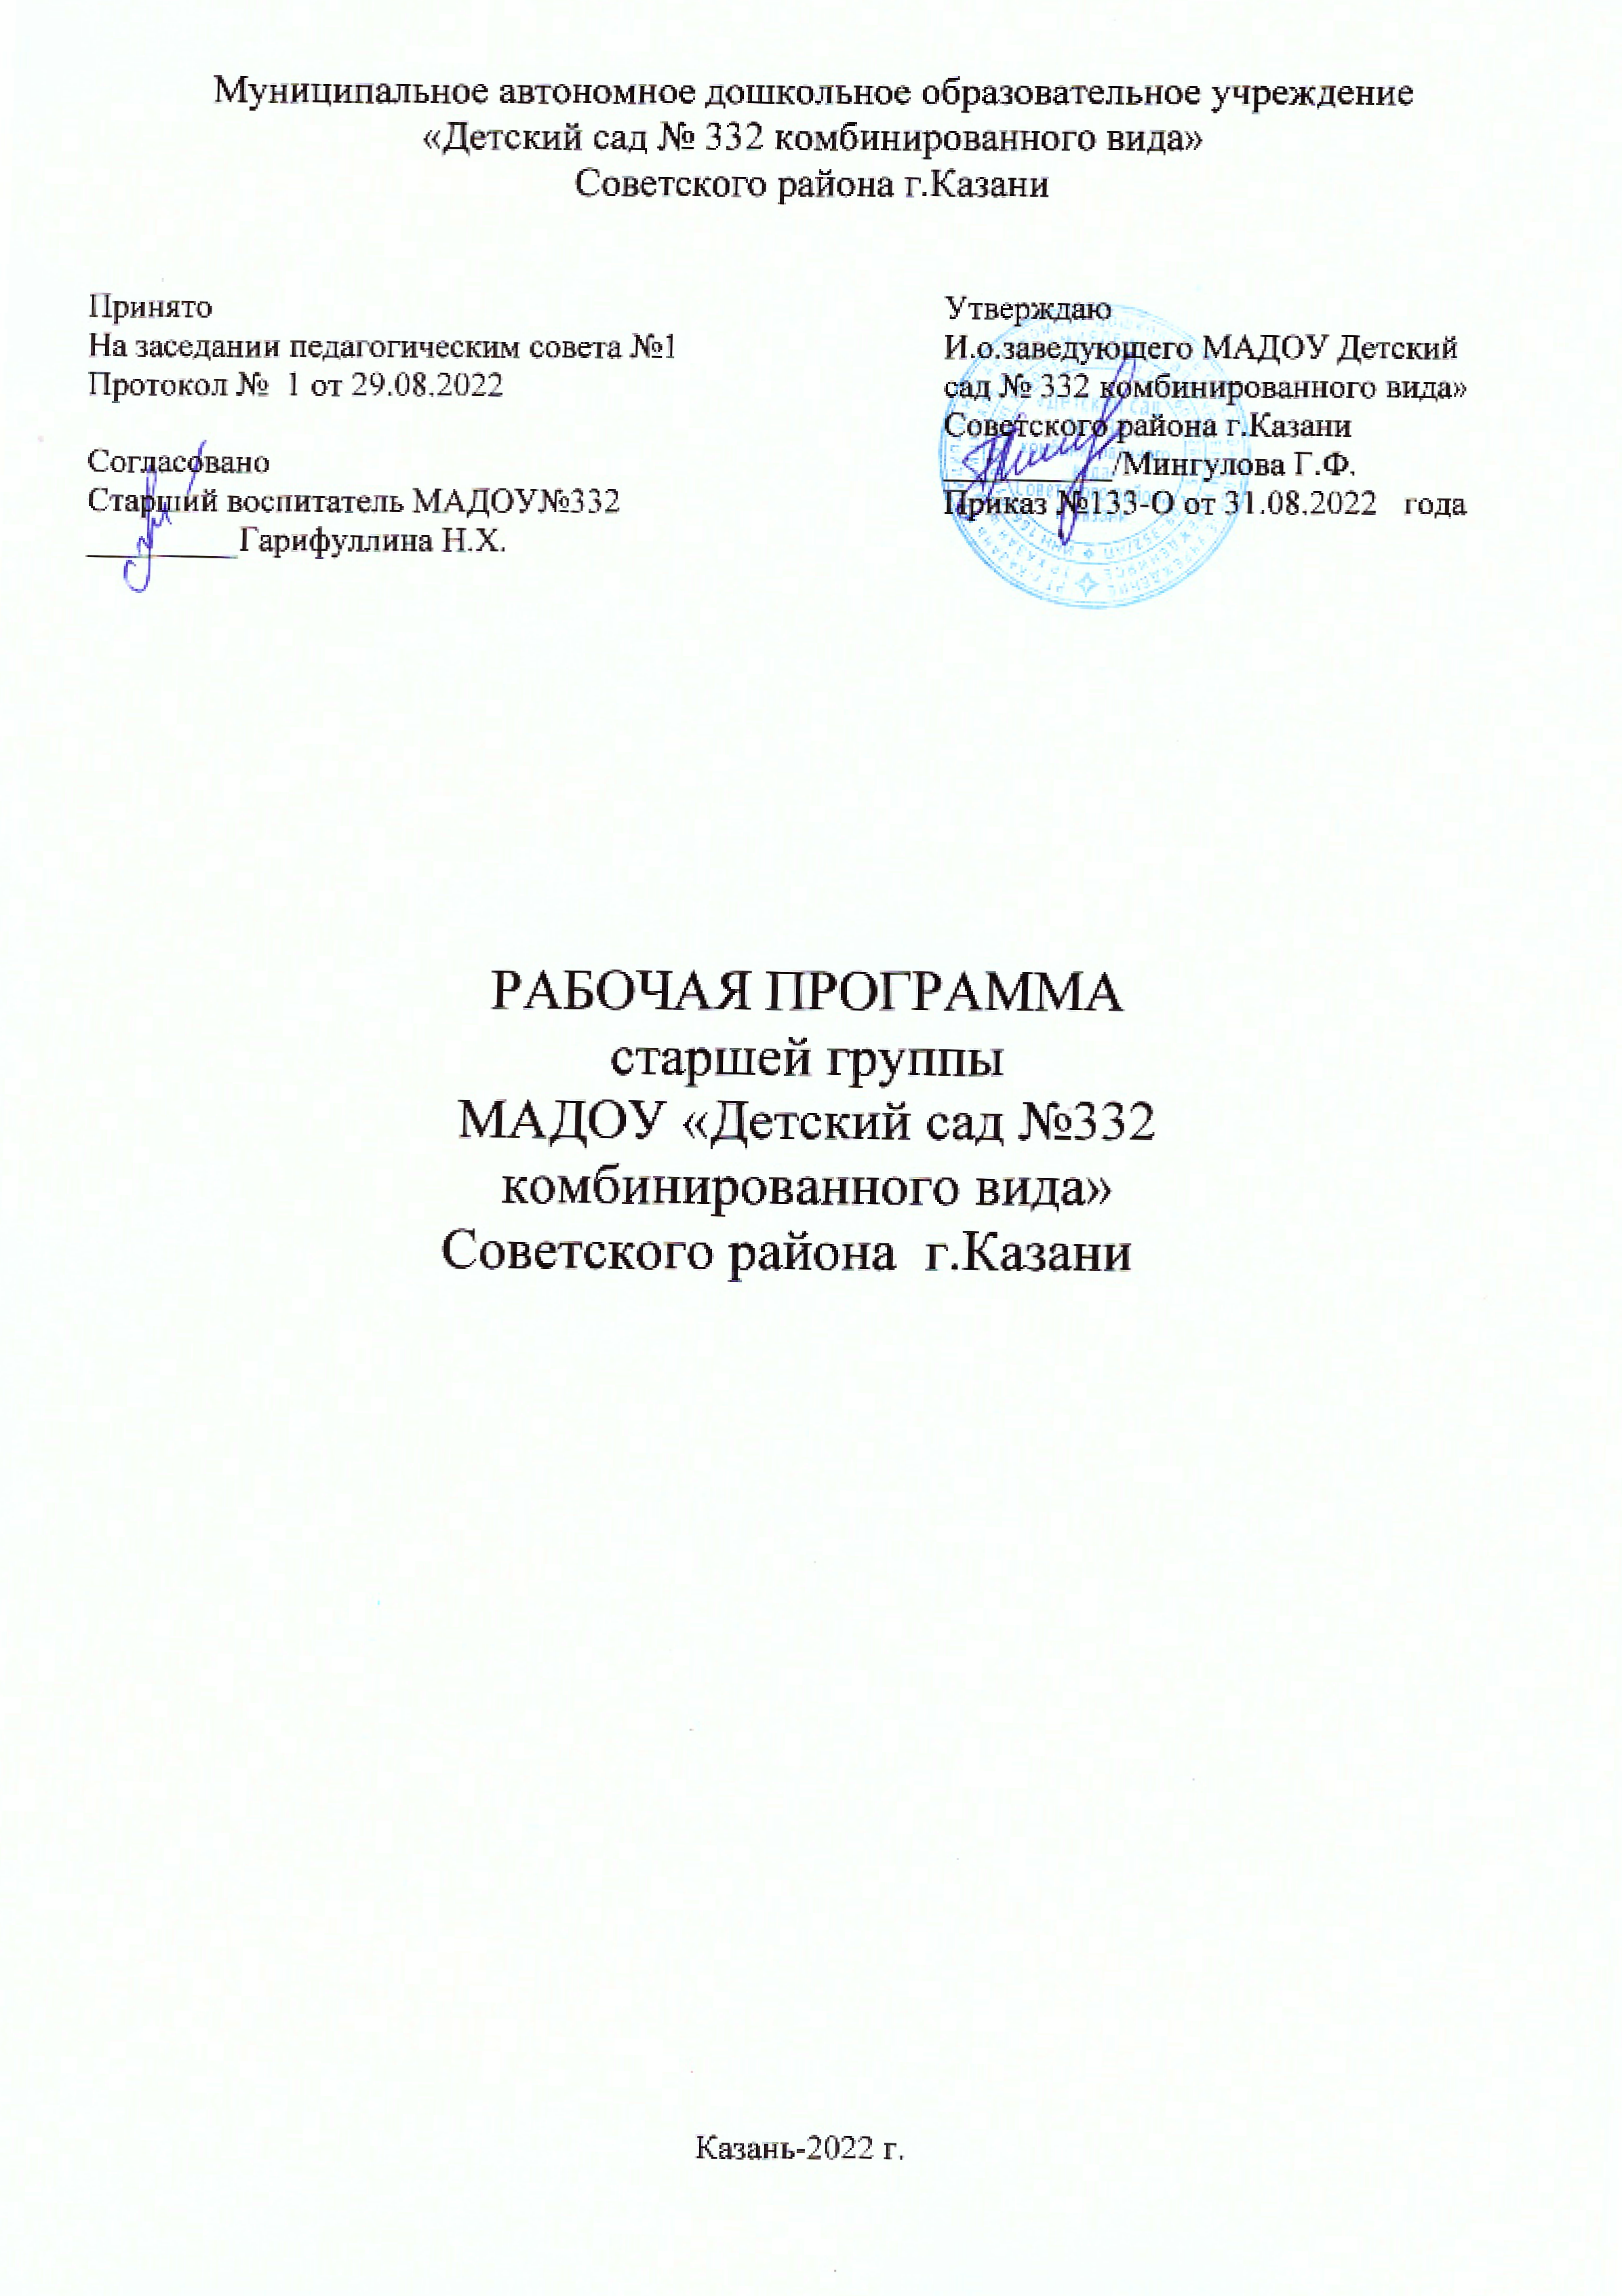 Муниципальное автономное дошкольное образовательное учреждение
«Детский сад № 332 комбинированного вида»
Советского района г.Казани
Принято
На заседании педагогическим совета №1
Протокол №  1 от 29.08.2022
Согласовано
Старший воспитатель МАДОУ№332
_________Гарифуллина Н.Х.
Утверждаю
И.о.заведующего МАДОУ Детский
сад № 332 комбинированного вида»
Советского района г.Казани
__________/Мингулова Г.Ф.
Приказ №133-О от 31.08.2022   года
РАБОЧАЯ ПРОГРАММА
старшей группы
МАДОУ «Детский сад №332
комбинированного вида»
Советского района  г.Казани
Казань-2022 г.